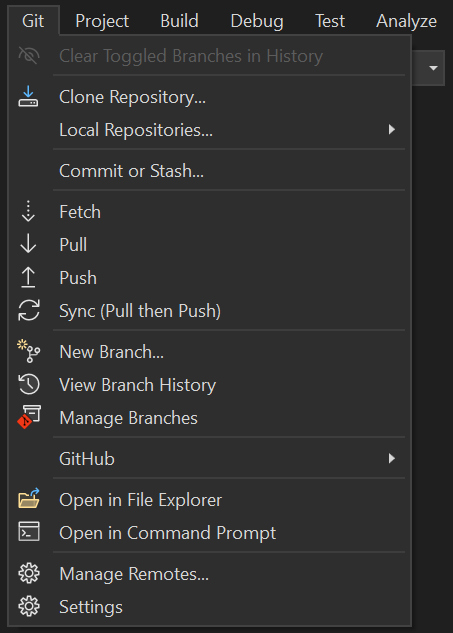 Git Project Build Debug Test Analyze
Clear Toggled Branches in History
Clone Repository...
Local Repositories...
Commit or Stash...
Fetch
Pull
Push
Sync (Pull then Push)
New Branch...
View Branch History
Manage Branches
GitHub
Open in File Explorer
Open in Command Prompt
Manage Remotes...
Settings